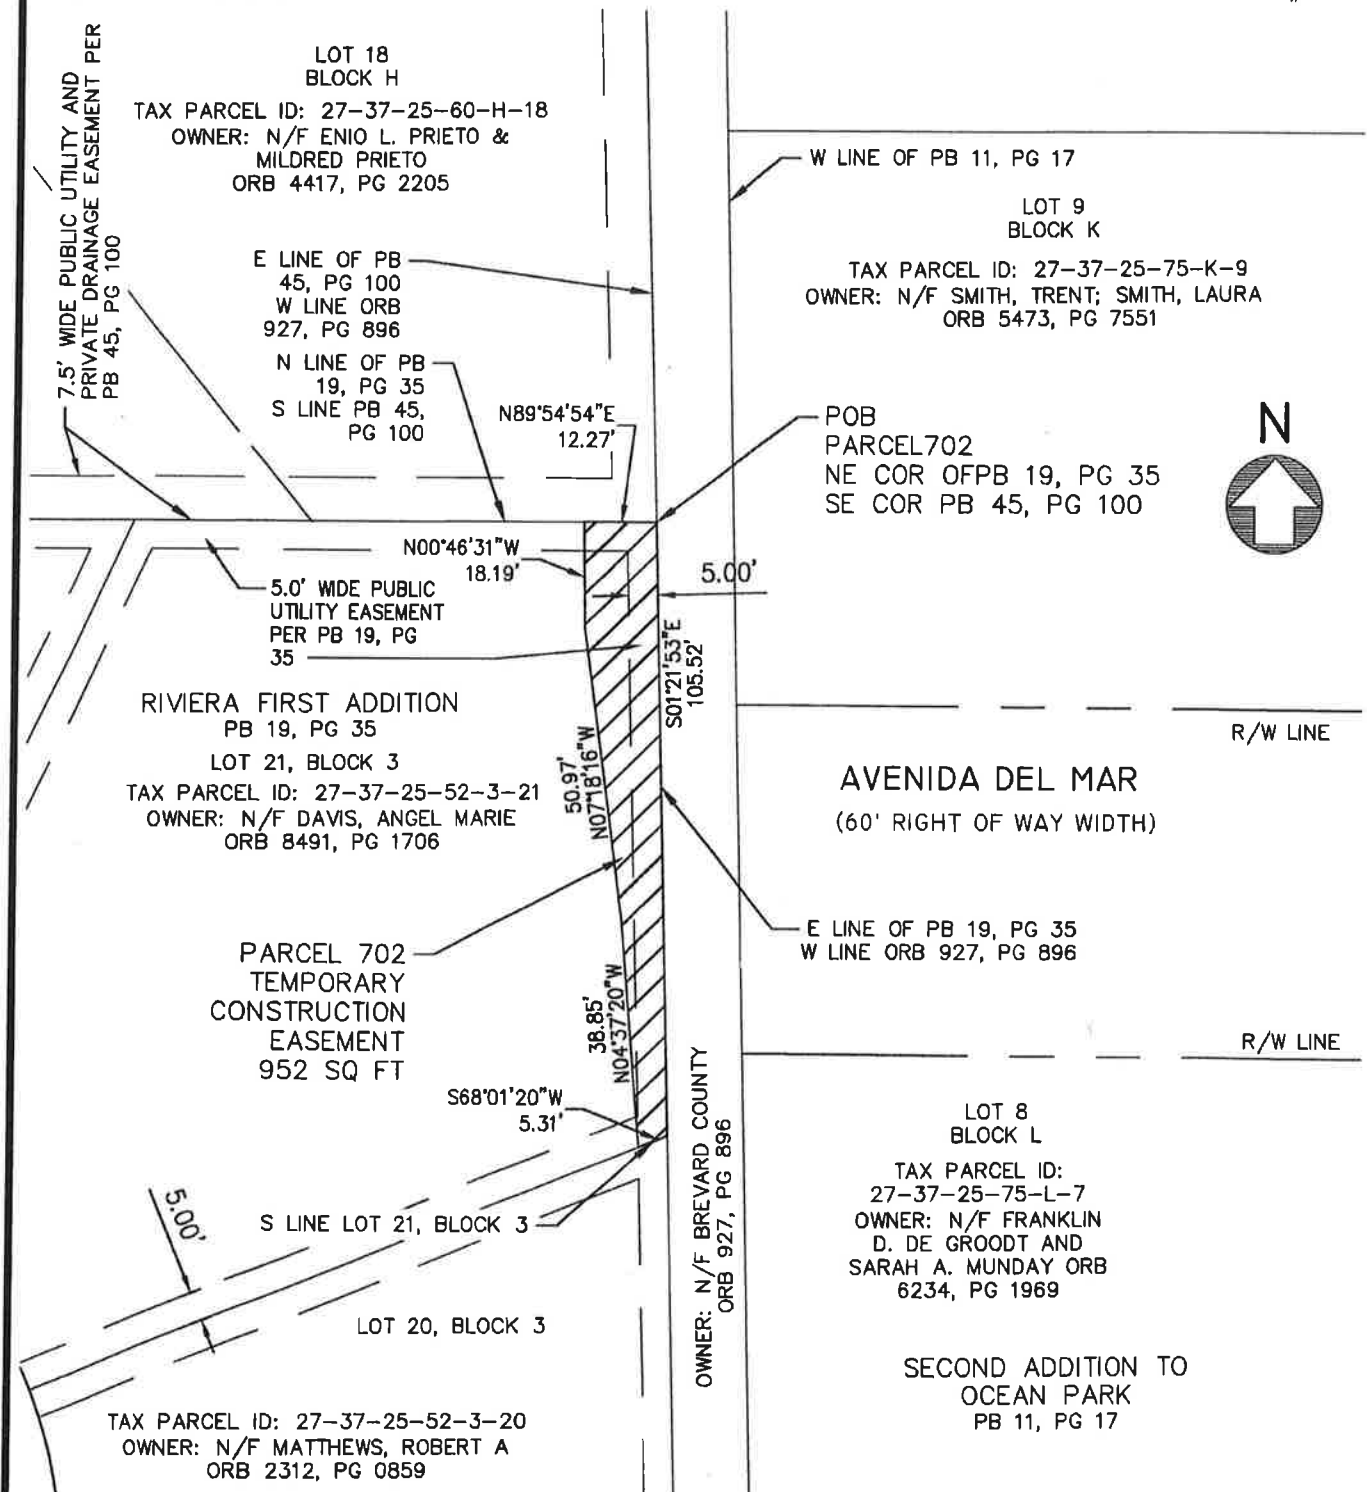 7.5' WIDE PUBLIC UTILITY AND
PRIVATE DRAINAGE EASEMENT PER
PB 45, PG 100
LOT 18
BLOCK H
TAX PARCEL ID: 27-37-25-60-H-18
OWNER: N/F ENIO L. PRIETO &
MILDRED PRIETO
ORB 4417, PG 2205
W LINE OF PB 11, PG 17
LOT 9
BLOCK K
TAX PARCEL ID: 27-37-25-75-K-9
OWNER: N/F SMITH, TRENT; SMITH, LAURA
ORB 5473, PG 7551
E LINE OF PB
45, PG 100
W LINE ORB
927, PG 896
N LINE OF PB
19, PG 35
S LINE PB 45,
PG 100
N89°54'54"E
12.27'
POB
PARCEL702
NE COR OFPB 19, PG 35
SE COR PB 45, PG 100
N
N00°46'31"W
18.19'
5.00'
5.0' WIDE PUBLIC
UTILITY EASEMENT
PER PB 19, PG
35
S01°21'53"E
105.52'
RIVIERA FIRST ADDITION
PB 19, PG 35
LOT 21, BLOCK 3
TAX PARCEL ID: 27-37-25-52-3-21
OWNER: N/F DAVIS, ANGEL MARIE
ORB 8491, PG 1706
50.97'
N07°18'16"W
R/W LINE
AVENIDA DEL MAR
(60' RIGHT OF WAY WIDTH)
E LINE OF PB 19, PG 35
W LINE ORB 927, PG 896
PARCEL 702
TEMPORARY
CONSTRUCTION
EASEMENT
952 SQ FT
38.85'
N04°37'20"W
R/W LINE
S68°01'20"W
5.31'
OWNER: N/F BREVARD COUNTY
ORB 927, PG 896
LOT 8
BLOCK L
TAX PARCEL ID:
27-37-25-75-L-7
OWNER: N/F FRANKLIN
D. DE GROODT AND
SARAH A. MUNDAY ORB
6234, PG 1969
5.00'
S LINE LOT 21, BLOCK 3
LOT 20, BLOCK 3
SECOND ADDITION TO
OCEAN PARK
PB 11, PG 17
TAX PARCEL ID: 27-37-25-52-3-20
OWNER: N/F MATTHEWS, ROBERT A
ORB 2312, PG 0859